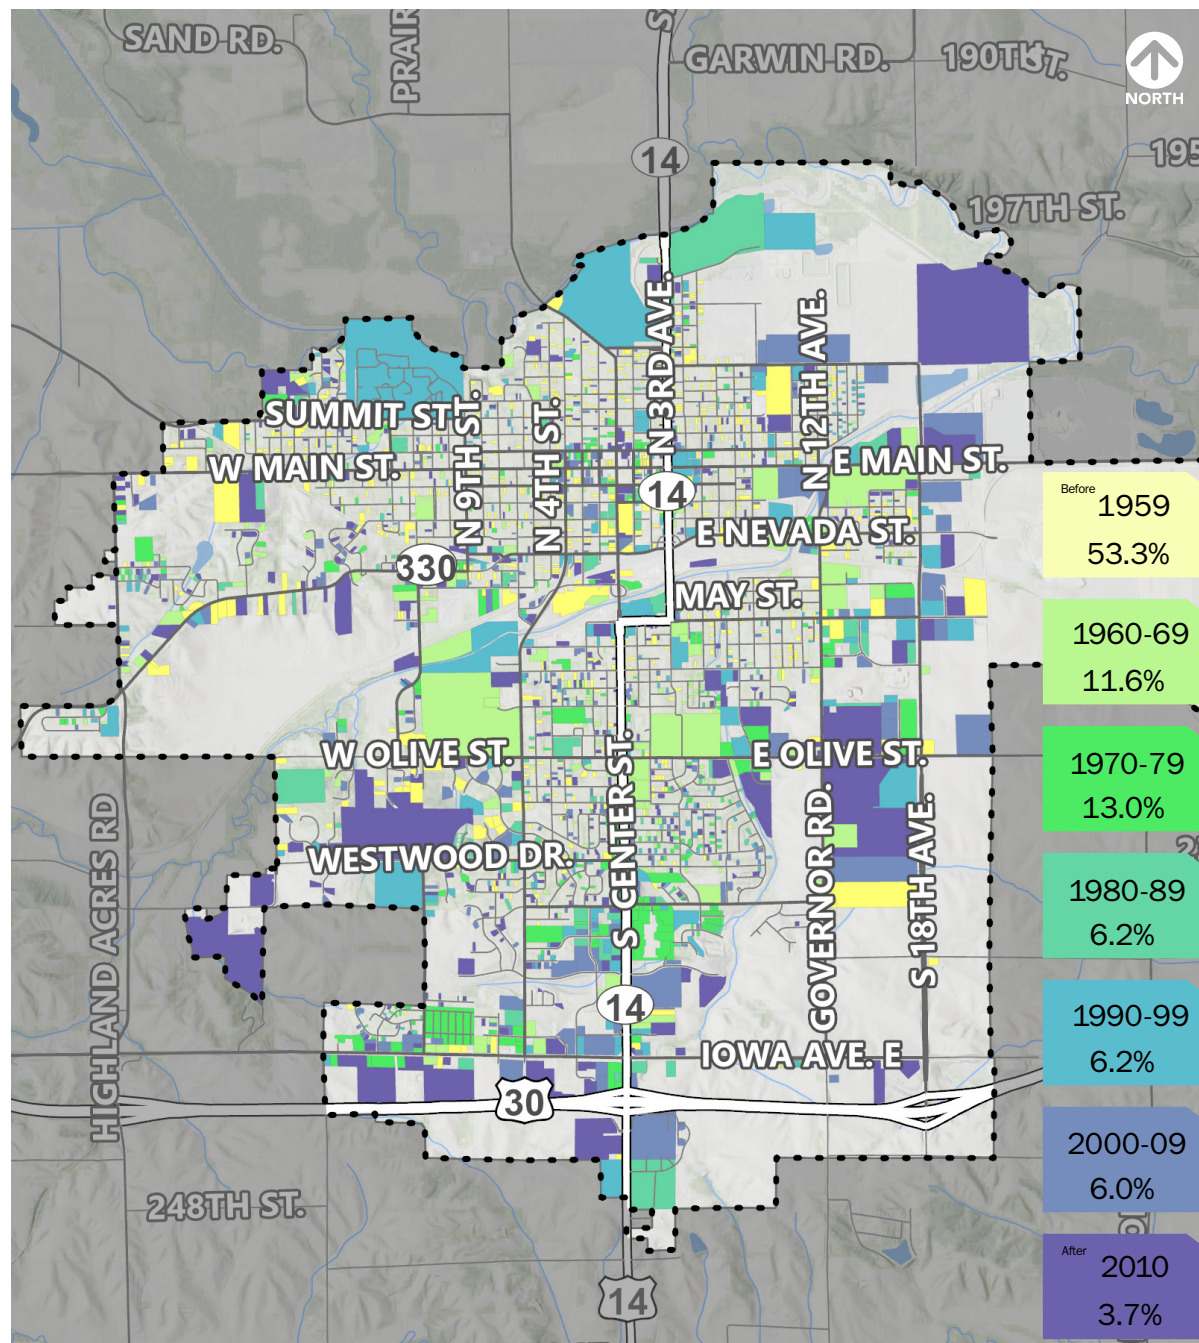 SAND RD.
PRAIR
S
GARWIN RD.
190TH ST.
NORTH
14
195
197TH ST.
N 3RD AVE.
N 12TH AVE.
SUMMIT ST.
N 9TH ST.
N 4TH ST.
W MAIN ST.
E MAIN ST.
14
E NEVADA ST.
330
MAY ST.
Before
1959
53.3%
1960-69
11.6%
W OLIVE ST.
E OLIVE ST.
1970-79
13.0%
S CENTER ST.
HIGHLAND ACRES RD
GOVERNOR RD.
S 18TH AVE.
WESTWOOD DR.
1980-89
6.2%
14
1990-99
6.2%
IOWA AVE. E
30
2000-09
6.0%
248TH ST.
After
2010
3.7%
14